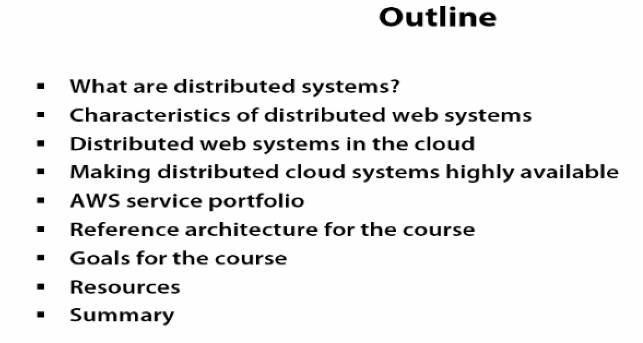 Outline
▪ What are distributed systems?
▪ Characteristics of distributed web systems
▪ Distributed web systems in the cloud
▪ Making distributed cloud systems highly available
▪ AWS service portfolio
▪ Reference architecture for the course
▪ Goals for the course
▪ Resources
▪ Summary